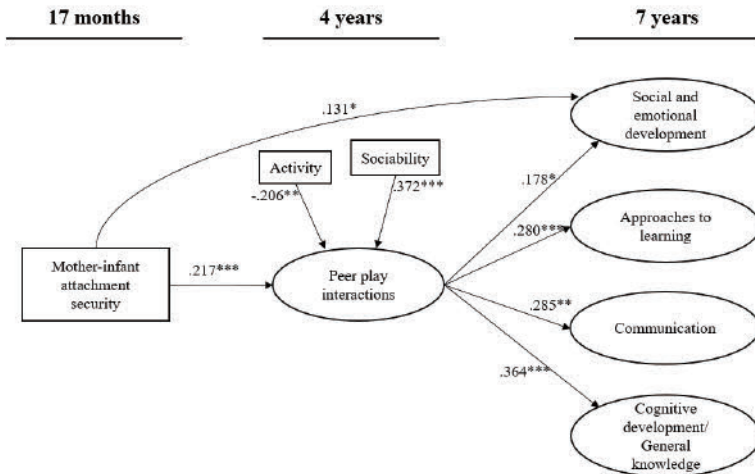 17 months
4 years
7 years
.131*
Social and
emotional
development
Activity
Sociability
-.206**
.372***
.178*
Approaches to
learning
.280***
Mother-infant
attachment
security
.217***
Peer play
interactions
.285**
Communication
.364***
Cognitive
development/
General
knowledge